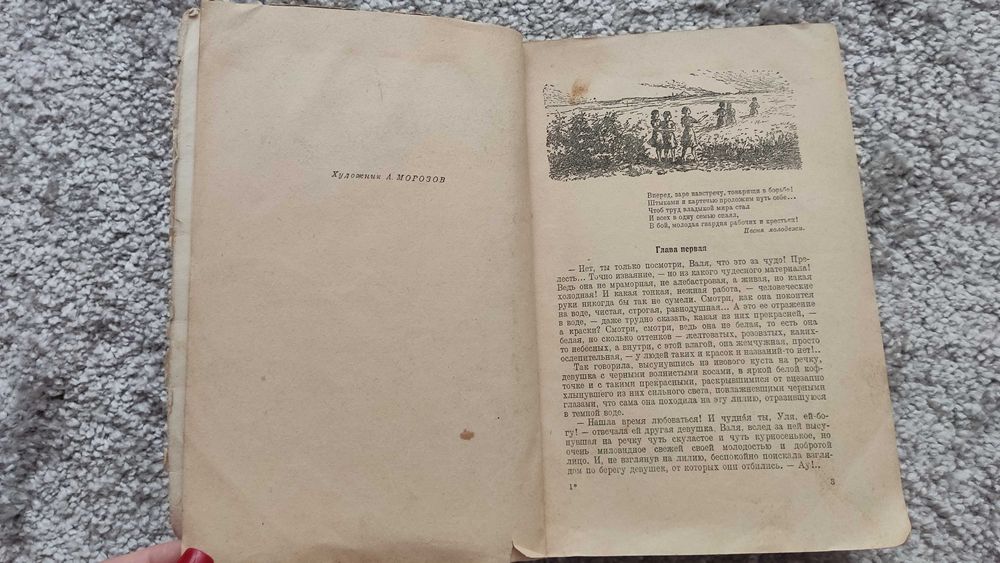 Художник А. МОРОЗОВ
Вперед, заре навстречу, товарищи в борьбе!
Штыками и картечью проложим путь себе...
Чтоб труд владыкой мира стал
И всех в одну семью спаял,
В бой, молодая гвардия рабочих и крестьян!
Песня молодежи.
Глава первая
— Нет, ты только посмотри, Валя, что это за чудо! Пре-
лесть... Точно изваяние, — но из какого чудесного материала!
Ведь она не мраморная, не алебастровая, а живая, но какая
холодная! И какая тонкая, нежная работа, — человеческие
руки никогда бы так не сумели. Смотри, как она покоится
на воде, чистая, строгая, равнодушная... А это ее отражение
в воде, — даже трудно сказать, какая из них прекрасней, —
а краски? Смотри, смотри, ведь она не белая, то есть она
белая, но сколько оттенков — желтоватых, розоватых, каких-
то небесных, а внутри, с этой влагой, она жемчужная, просто
ослепительная, — у людей таких и красок и названий-то нет!..
Так говорила, высунувшись из ивового куста на речку,
девушка с черными волнистыми косами, в яркой белой коф-
точке и с такими прекрасными, раскрывшимися от внезапно
хлынувшего из них сильного света, повлажневшими черными
глазами, что сама она походила на эту лилию, отразившуюся
в темной воде.
— Нашла время любоваться! И чудная ты, Уля, ей-бо-
гу! — отвечала ей другая девушка, Валя, вслед за ней высу-
нувшая на речку чуть скуластое и чуть курносенькое, но
очень миловидное свежей своей молодостью и добротой
лицо. И, не взглянув на лилию, беспокойно поискала взгля-
дом по берегу девушек, от которых они отбились. — Ау!..
1*
3